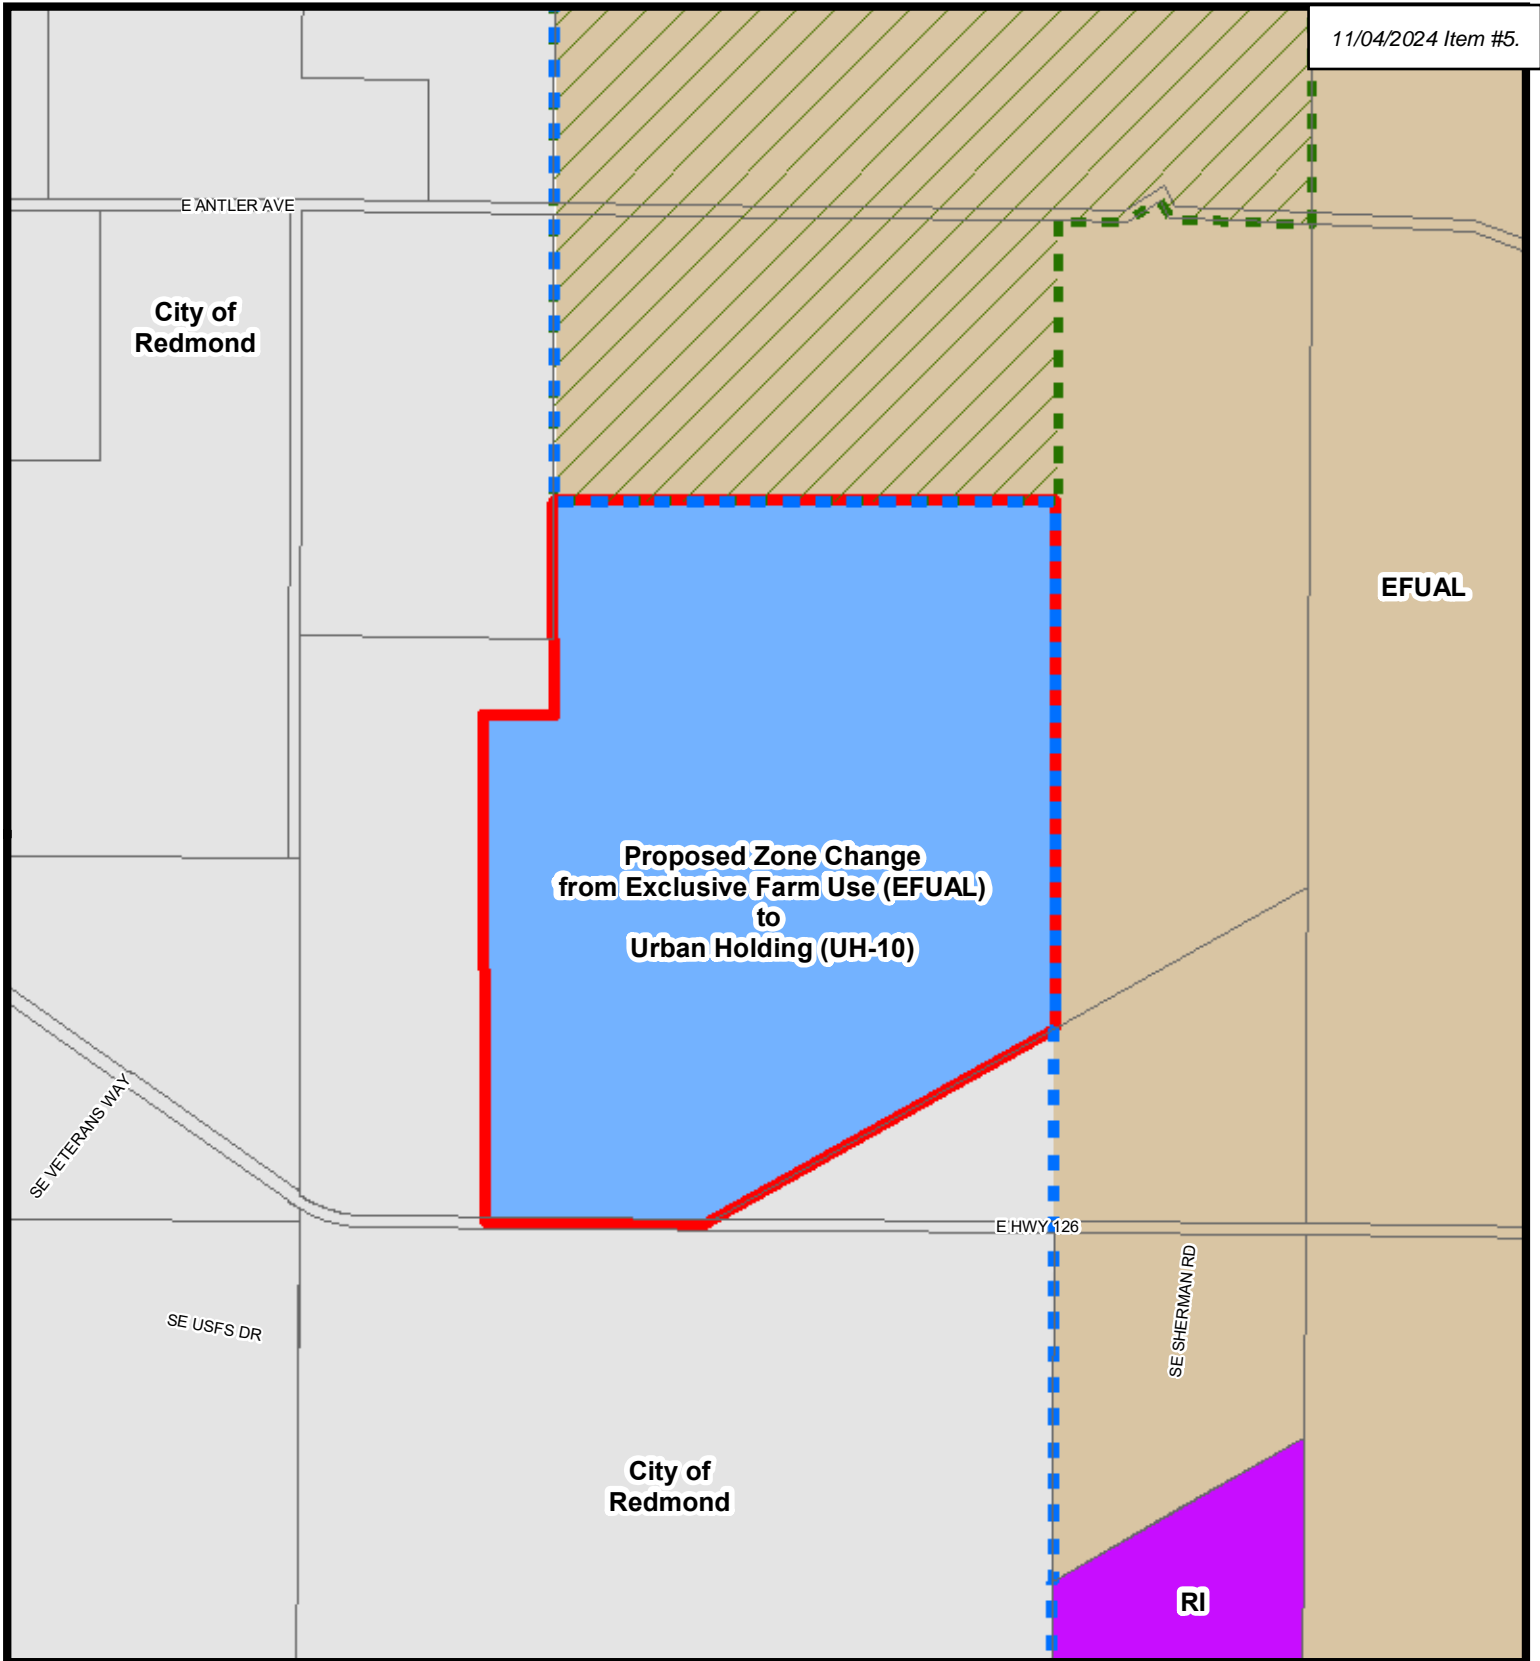 11/04/2024 Item #5.
E ANTLER AVE
City of
Redmond
EFUAL
Proposed Zone Change
from Exclusive Farm Use (EFUAL)
to
Urban Holding (UH-10)
SE VETERANS WAY
E HWY 126
SE SHERMAN RD
SE USFS DR
City of
Redmond
RI